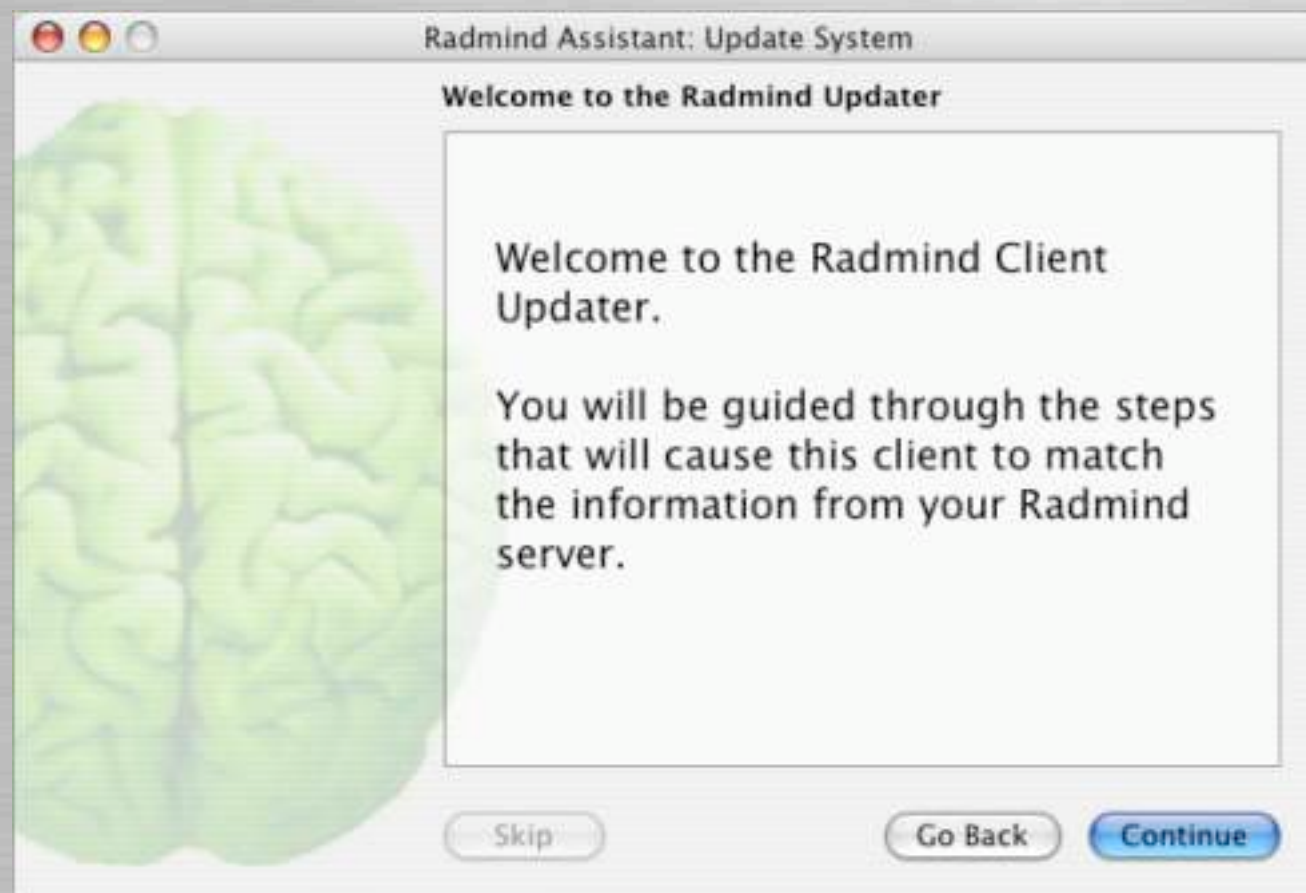 Radmind Assistant: Update System
Welcome to the Radmind Updater
Welcome to the Radmind Client
Updater.
You will be guided through the steps
that will cause this client to match
the information from your Radmind
server.
Skip
Go Back
Continue